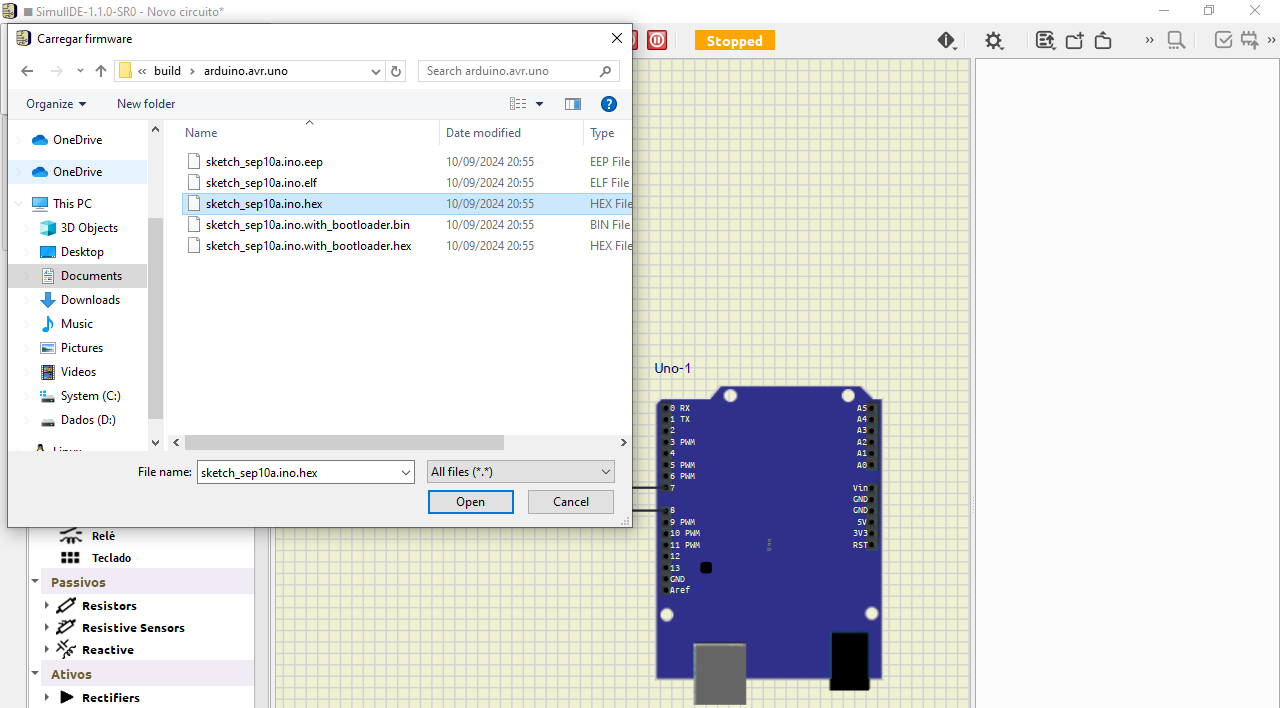 SimulIDE-1.1.0-SR0 - Novo circuito*
Carregar firmware
Stopped
« build › arduino.avr.uno
Search arduino.avr.uno
Organize
New folder
Name
Date modified
Type
sketch_sep10a.ino.eep 10/09/2024 20:55 EEP File
sketch_sep10a.ino.elf 10/09/2024 20:55 ELF File
sketch_sep10a.ino.hex 10/09/2024 20:55 HEX File
sketch_sep10a.ino.with_bootloader.bin 10/09/2024 20:55 BIN File
sketch_sep10a.ino.with_bootloader.hex 10/09/2024 20:55 HEX File
OneDrive
OneDrive
This PC
3D Objects
Desktop
Documents
Downloads
Music
Pictures
Videos
System (C:)
Dados (D:)
Linux
File name: sketch_sep10a.ino.hex
All files (*.*)
Open
Cancel
Relè
Teclado
Passivos
Resistors
Resistive Sensors
Reactive
Ativos
Rectifiers
Uno-1
0 RX
1 TX
2
3 PWM
4
5 PWM
6 PWM
7
8
9 PWM
10 PWM
11 PWM
12
13
GND
Aref
A5
A4
A3
A2
A1
A0
Vin
GND
GND
5V
3V3
RST
Uno